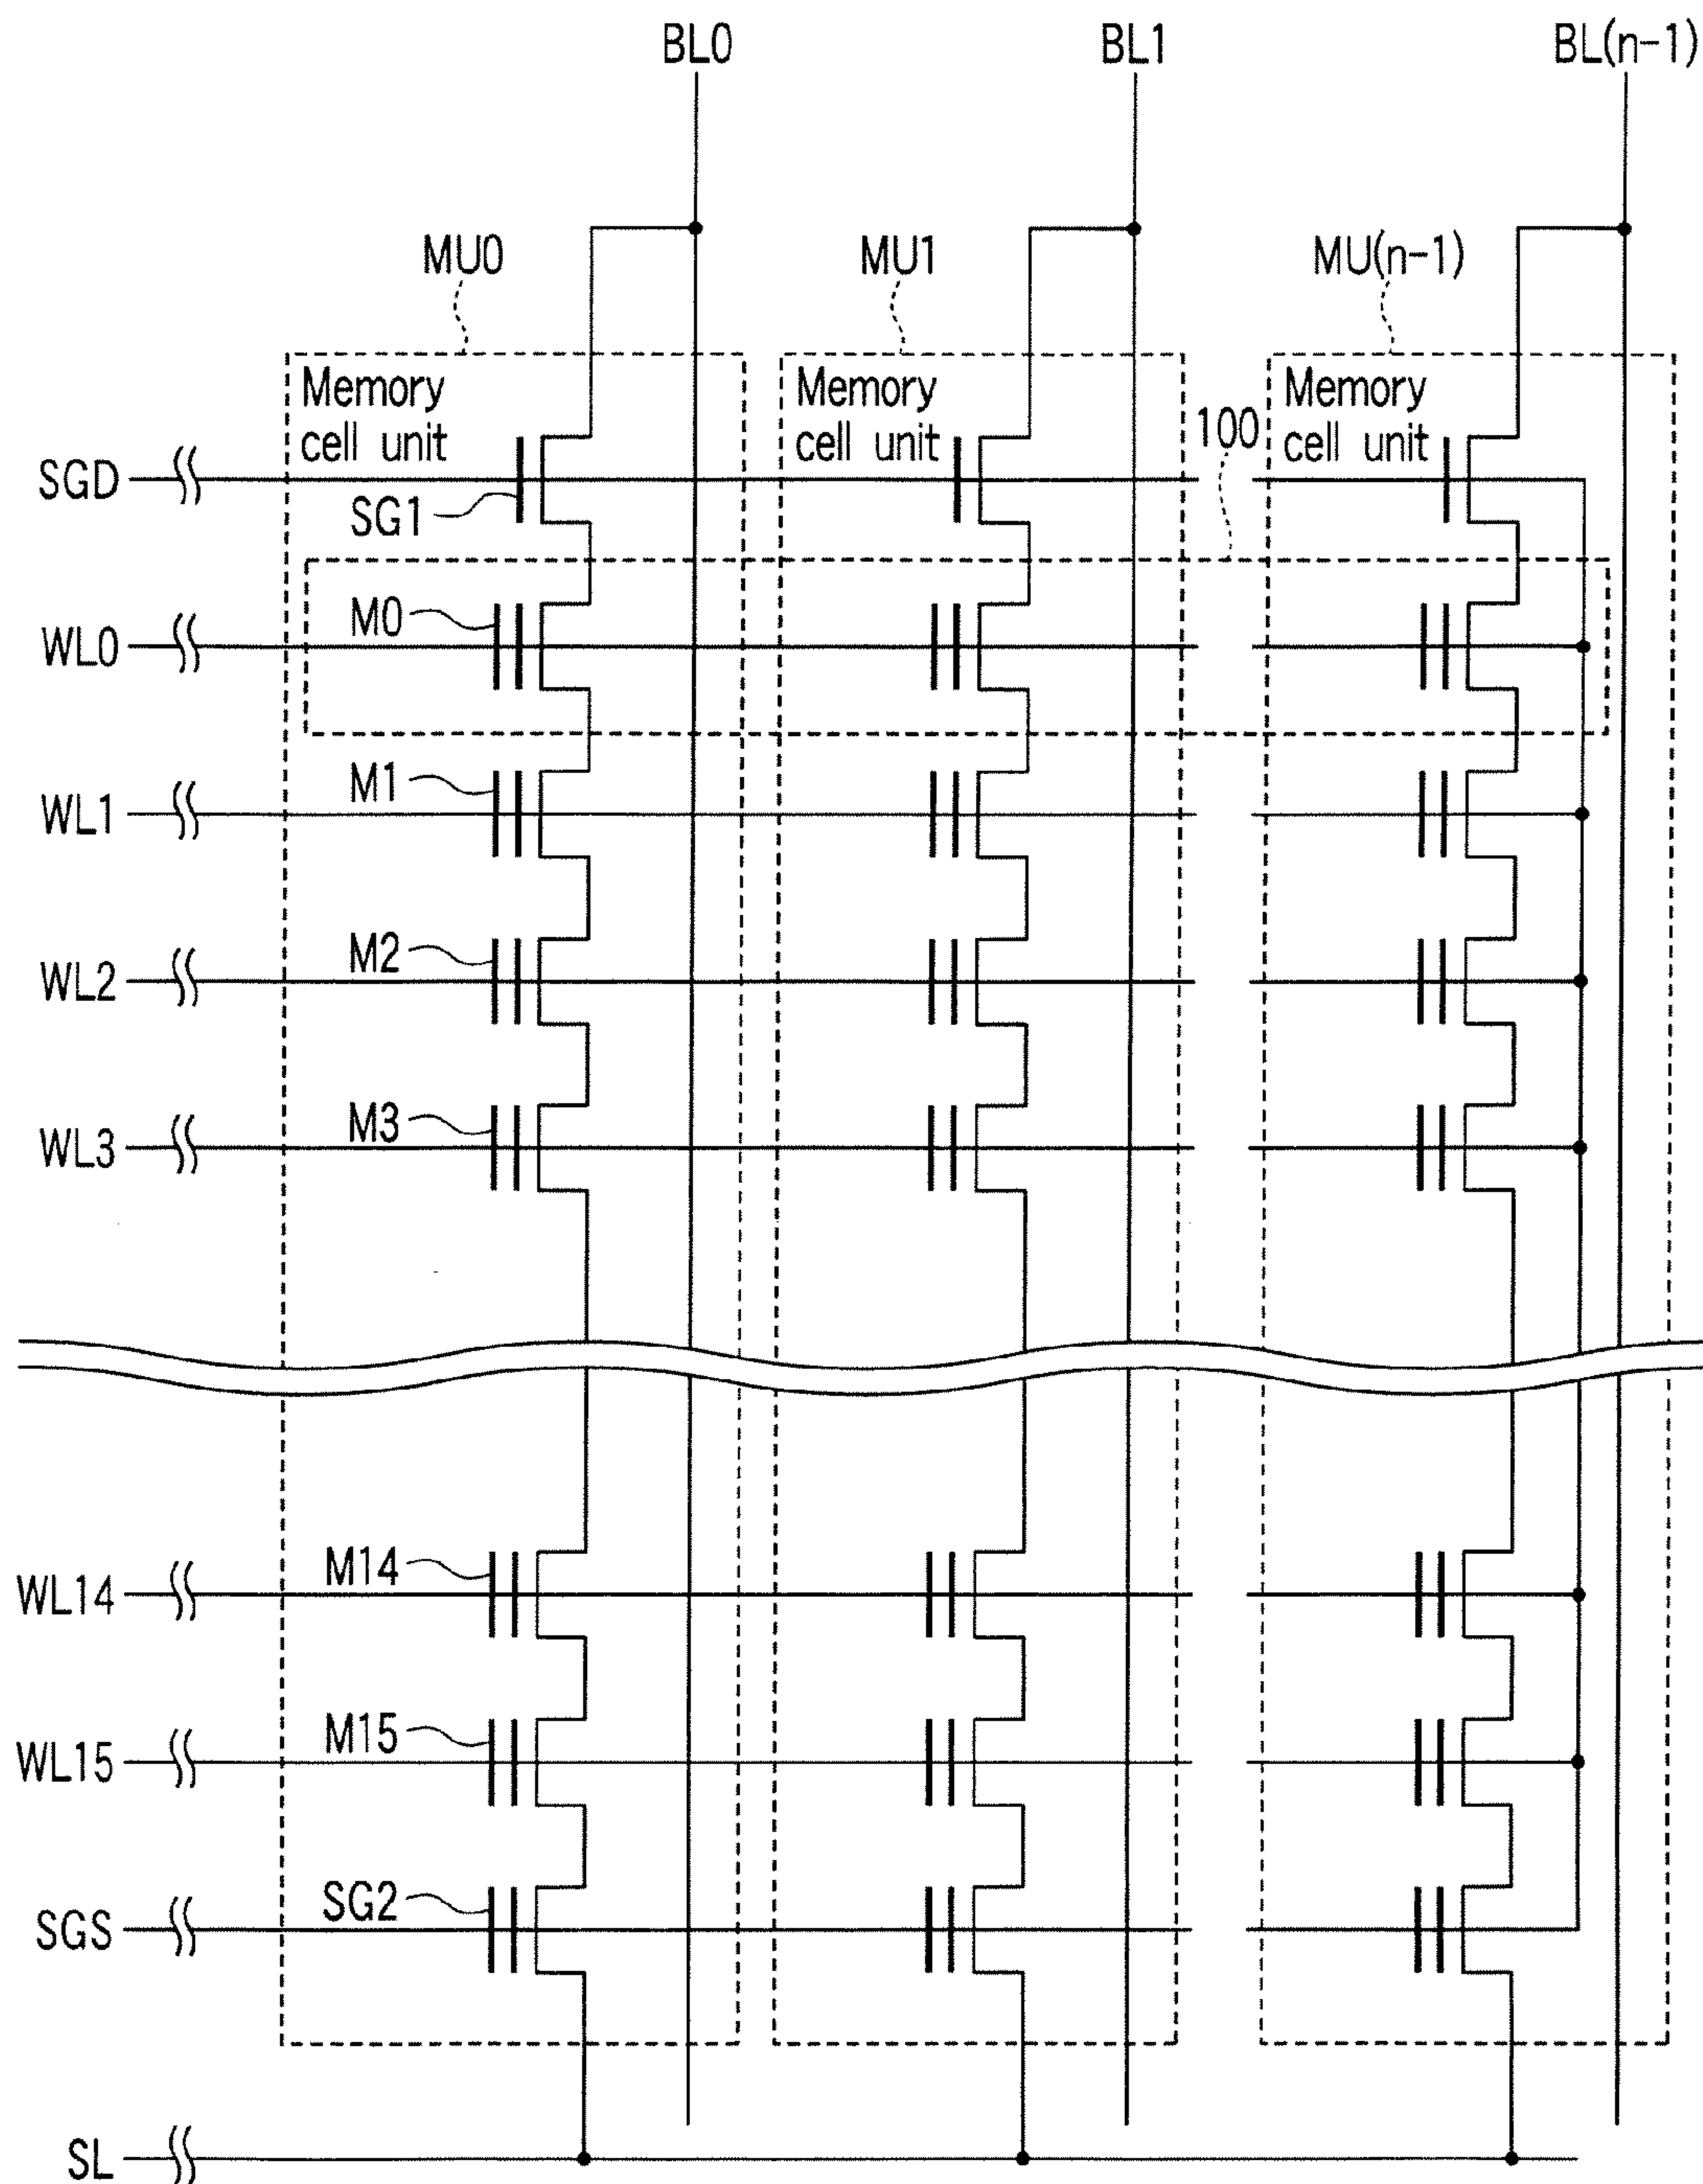 BL0 BL1 BL(n-1)
MU0 MU1 MU(n-1)
Memory cell unit
Memory cell unit
Memory cell unit
100
SGD
SG1
WL0
M0
WL1
M1
WL2
M2
WL3
M3
WL14
M14
WL15
M15
SGS
SG2
SL